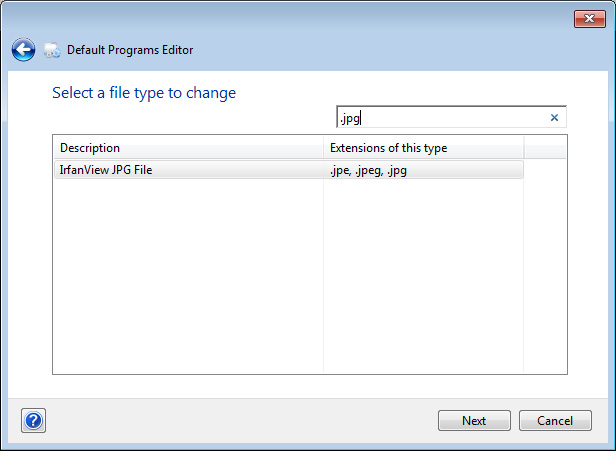 Default Programs Editor
Select a file type to change
.jpg
Description Extensions of this type
IrfanView JPG File .jpe, .jpeg, .jpg
? Next Cancel